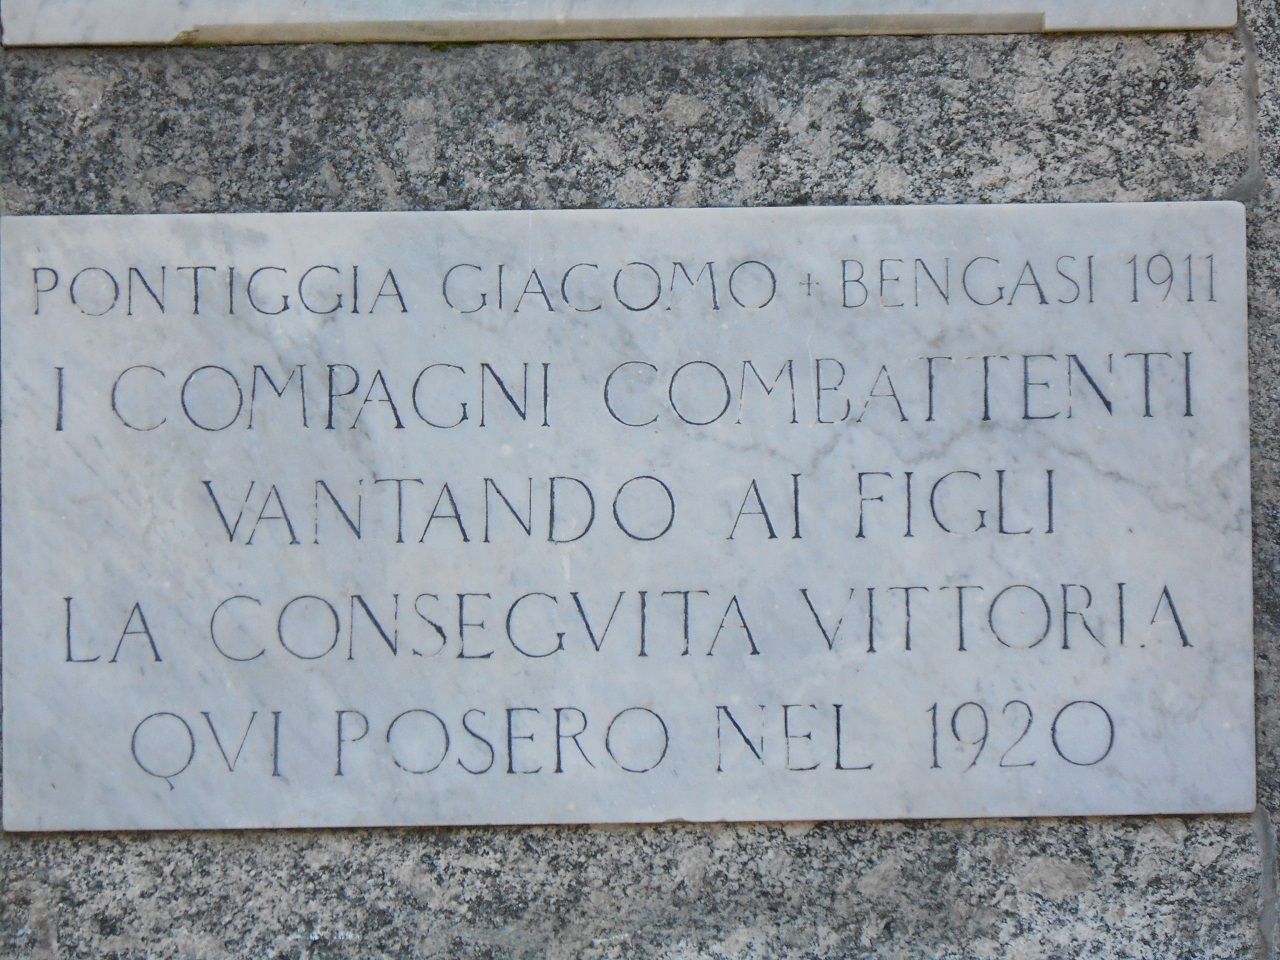 PONTIGGIA GIACOMO + BENGASI 1911
I COMPAGNI COMBATTENTI
VANTANDO AI FIGLI
LA CONSEGVITA VITTORIA
QVI POSERO NEL 1920